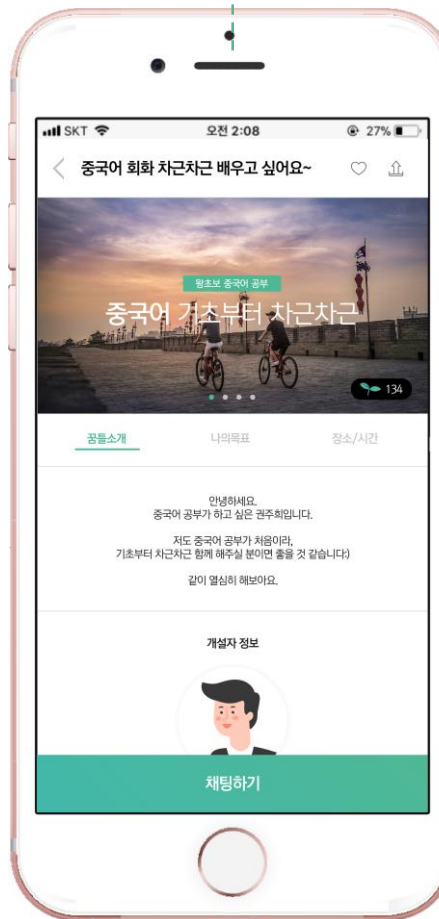 SKT
오전 2:08
27%
중국어 회화 차근차근 배우고 싶어요~
왕초보 중국어 공부
중국어 기초부터 차근차근
134
꿈틀소개
나의목표
장소/시간
안녕하세요.
중국어 공부가 하고 싶은 권주희입니다.
저도 중국어 공부가 처음이라,
기초부터 차근차근 함께 해주실 분이면 좋을 것 같습니다:)
같이 열심히 해보아요.
개설자 정보
채팅하기